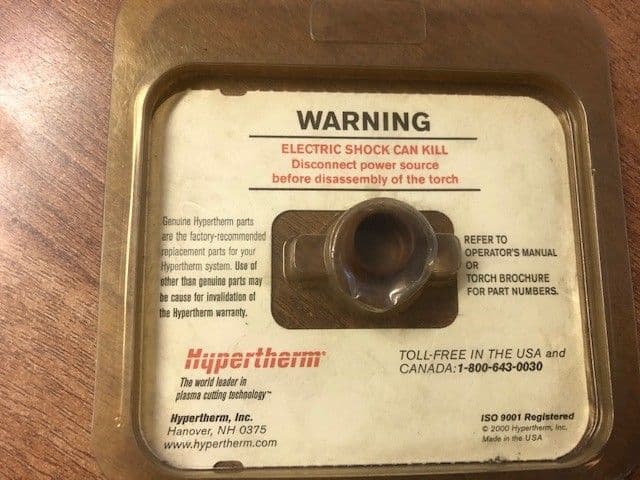 WARNING
ELECTRIC SHOCK CAN KILL
Disconnect power source
before disassembly of the torch
Genuine Hypertherm parts
are the factory-recommended
replacement parts for your
Hypertherm system. Use of
other than genuine parts may
be cause for invalidation of
the Hypertherm warranty.
REFER TO
OPERATOR'S MANUAL
OR
TORCH BROCHURE
FOR PART NUMBERS.
Hypertherm®
The world leader in
plasma cutting technology™
TOLL-FREE IN THE USA and
CANADA:1-800-643-0030
Hypertherm, Inc.
Hanover, NH 0375
www.hypertherm.com
ISO 9001 Registered
© 2000 Hypertherm, Inc.
Made in the USA